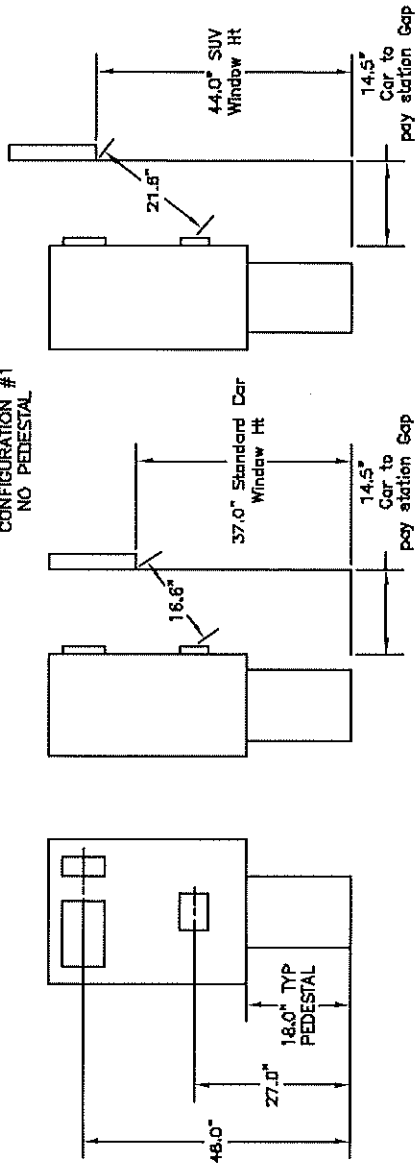 CONFIGURATION #1
NO PEDESTAL
48.0"
27.0"
18.0" TYP
PEDESTAL
16.6"
37.0" Standard Car
Window Ht
14.5"
Car to
pay station Gap
21.6"
44.0" SUV
Window Ht
14.5"
Car to
pay station Gap